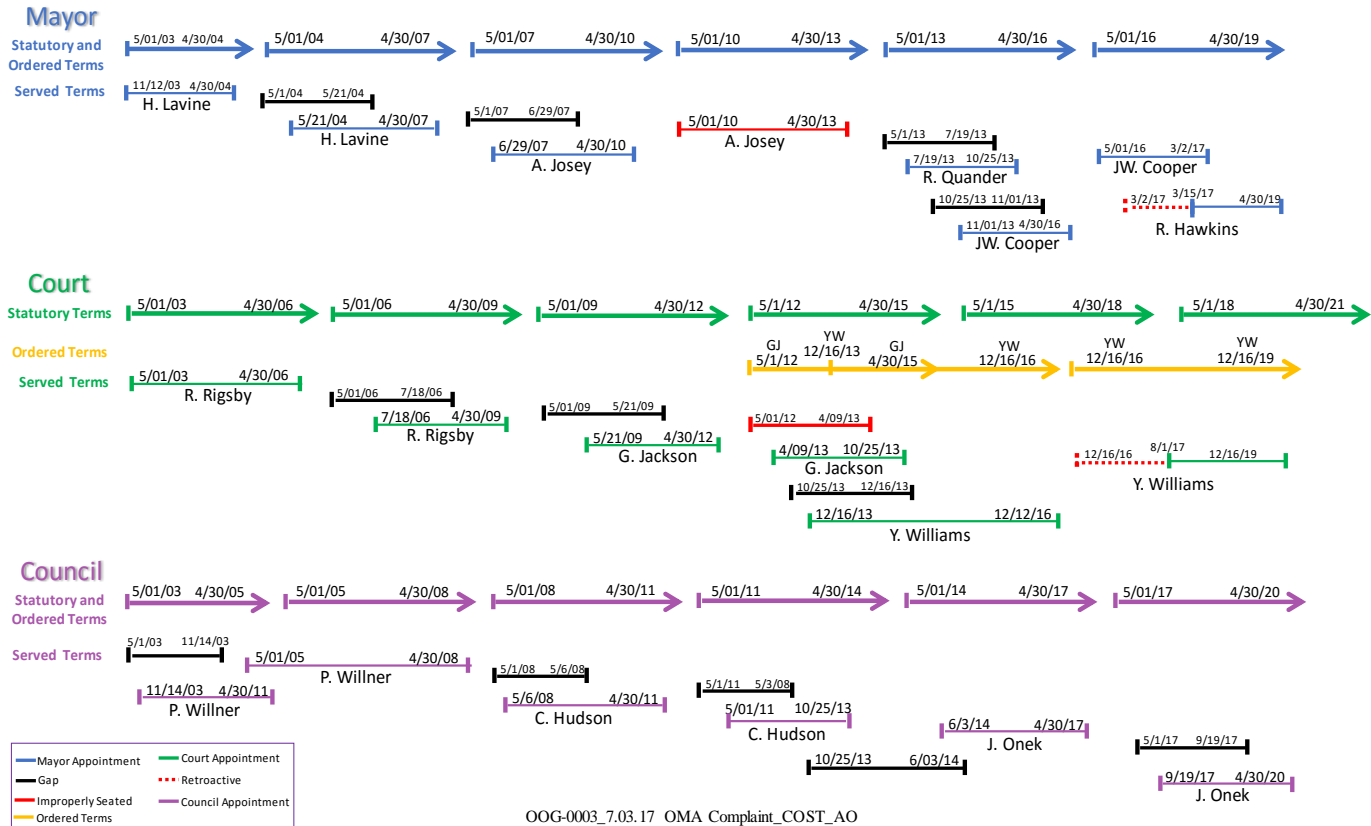 Mayor
Statutory and
Ordered Terms
5/01/03 4/30/04
5/01/04 4/30/07
5/01/07 4/30/10
5/01/10 4/30/13
5/01/13 4/30/16
5/01/16 4/30/19
Served Terms
11/12/03 4/30/04
H. Lavine
5/1/04 5/21/04
5/21/04 4/30/07
H. Lavine
5/1/07 6/29/07
6/29/07 4/30/10
A. Josey
5/01/10 4/30/13
A. Josey
5/1/13 7/19/13
7/19/13 10/25/13
R. Quander
10/25/13 11/01/13
11/01/13 4/30/16
JW. Cooper
5/01/16 3/2/17
JW. Cooper
3/2/17 3/15/17 4/30/19
R. Hawkins
Court
Statutory Terms
5/01/03 4/30/06
5/01/06 4/30/09
5/01/09 4/30/12
5/1/12 4/30/15
5/1/15 4/30/18
5/1/18 4/30/21
Ordered Terms
GJ YW GJ YW YW YW
5/1/12 12/16/13 4/30/15 12/16/16 12/16/16 12/16/19
Served Terms
5/01/03 4/30/06
R. Rigsby
5/01/06 7/18/06
7/18/06 4/30/09
R. Rigsby
5/01/09 5/21/09
5/21/09 4/30/12
G. Jackson
5/01/12 4/09/13
4/09/13 10/25/13
G. Jackson
10/25/13 12/16/13
12/16/13 12/12/16
Y. Williams
12/16/16 8/1/17 12/16/19
Y. Williams
Council
Statutory and
Ordered Terms
5/01/03 4/30/05
5/01/05 4/30/08
5/01/08 4/30/11
5/01/11 4/30/14
5/01/14 4/30/17
5/01/17 4/30/20
Served Terms
5/1/03 11/14/03
11/14/03 4/30/11
P. Willner
5/01/05 4/30/08
P. Willner
5/1/08 5/6/08
5/6/08 4/30/11
C. Hudson
5/1/11 5/3/08
5/01/11 10/25/13
C. Hudson
10/25/13 6/03/14
6/3/14 4/30/17
J. Onek
5/1/17 9/19/17
9/19/17 4/30/20
J. Onek
Mayor Appointment
Court Appointment
Gap
Retroactive
Improperly Seated
Council Appointment
Ordered Terms
OOG-0003_7.03.17 OMA Complaint_COST_AO